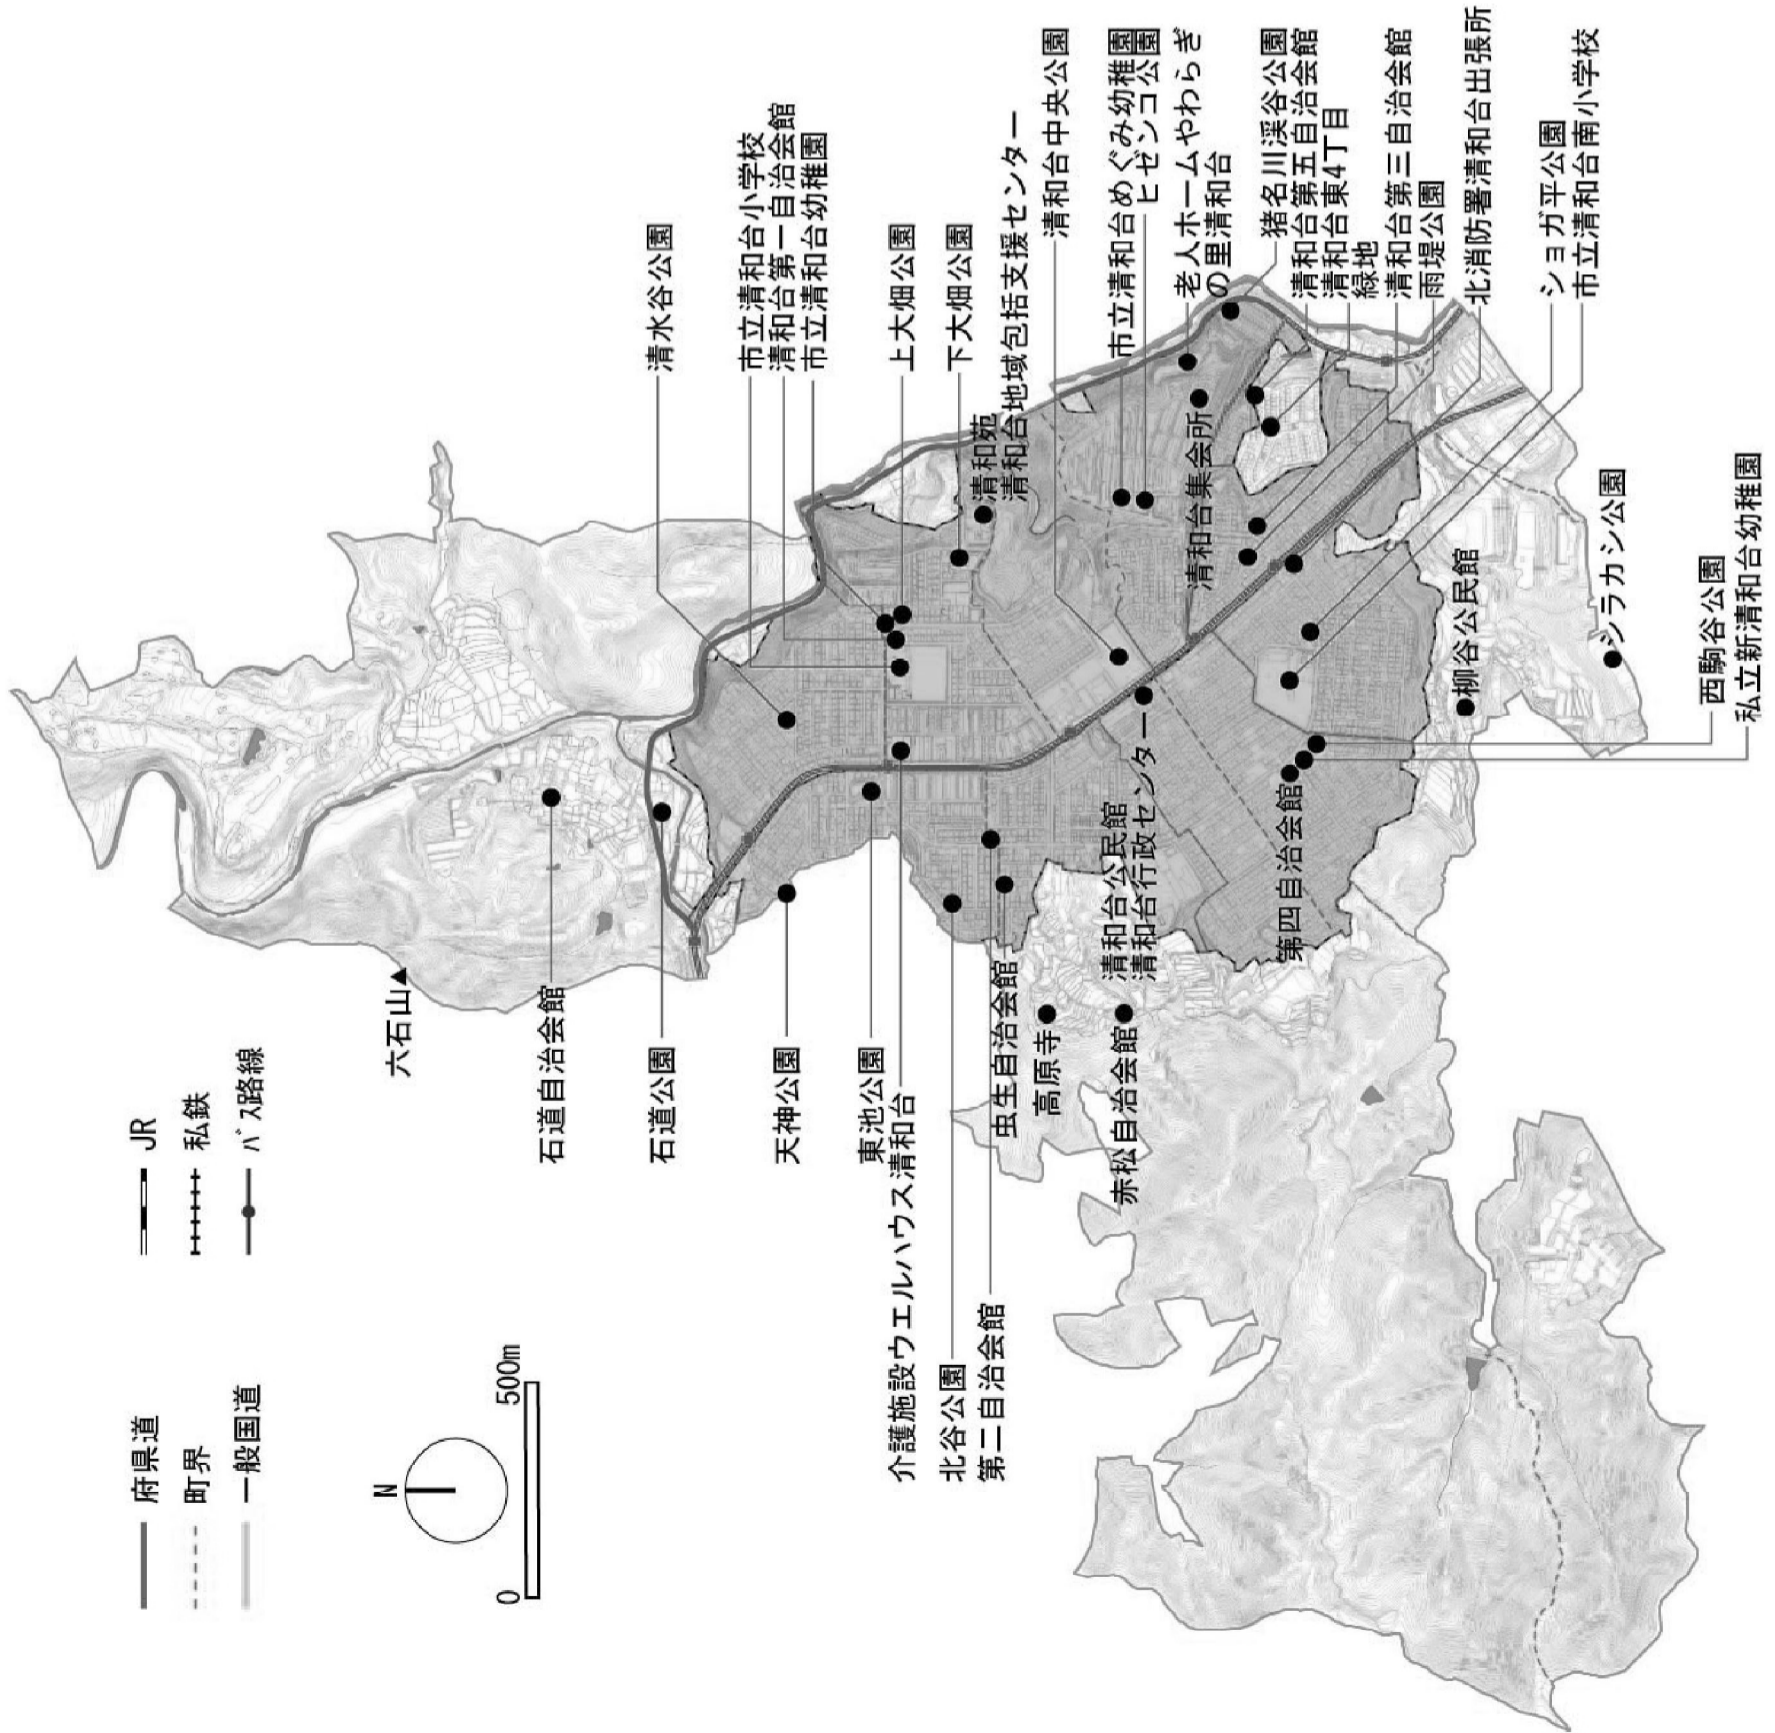 JR
私鉄
バス路線
府県道
町界
一般国道
N
0
500m
六石山
石道自治会館
石道公園
天神公園
東池公園
介護施設ウエルハウス清和台
北谷公園
第二自治会館
虫生自治会館
高原寺
赤松自治会館
清和台公民館
清和台行政センター
第四自治会館
清水谷公園
市立清和台小学校
清和台第一自治会館
市立清和台幼稚園
上大畑公園
下大畑公園
清和苑
清和台地域包括支援センター
清和台中央公園
市立清和台めぐみ幼稚園
ヒゼンコ公園
老人ホームやわらぎ
の里清和台
清和台集会所
猪名川渓谷公園
清和台第五自治会館
清和台東4丁目
緑地
清和台第三自治会館
雨堤公園
北消防署清和台出張所
ショガ平公園
市立清和台南小学校
柳谷公民館
シラカシ公園
西駒谷公園
私立新清和台幼稚園